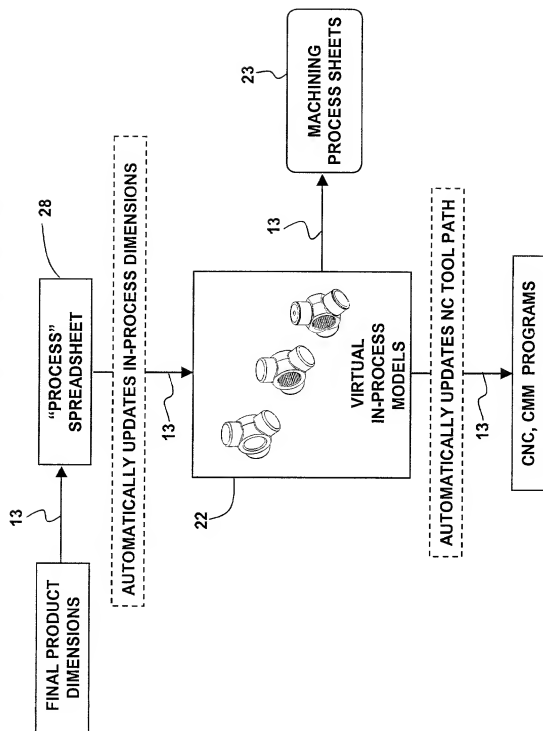 FINAL PRODUCT
DIMENSIONS
13
"PROCESS"
SPREADSHEET
28
AUTOMATICALLY UPDATES IN-PROCESS DIMENSIONS
13
22
VIRTUAL
IN-PROCESS
MODELS
13
MACHINING
PROCESS SHEETS
23
AUTOMATICALLY UPDATES NC TOOL PATH
13
CNC, CMM PROGRAMS